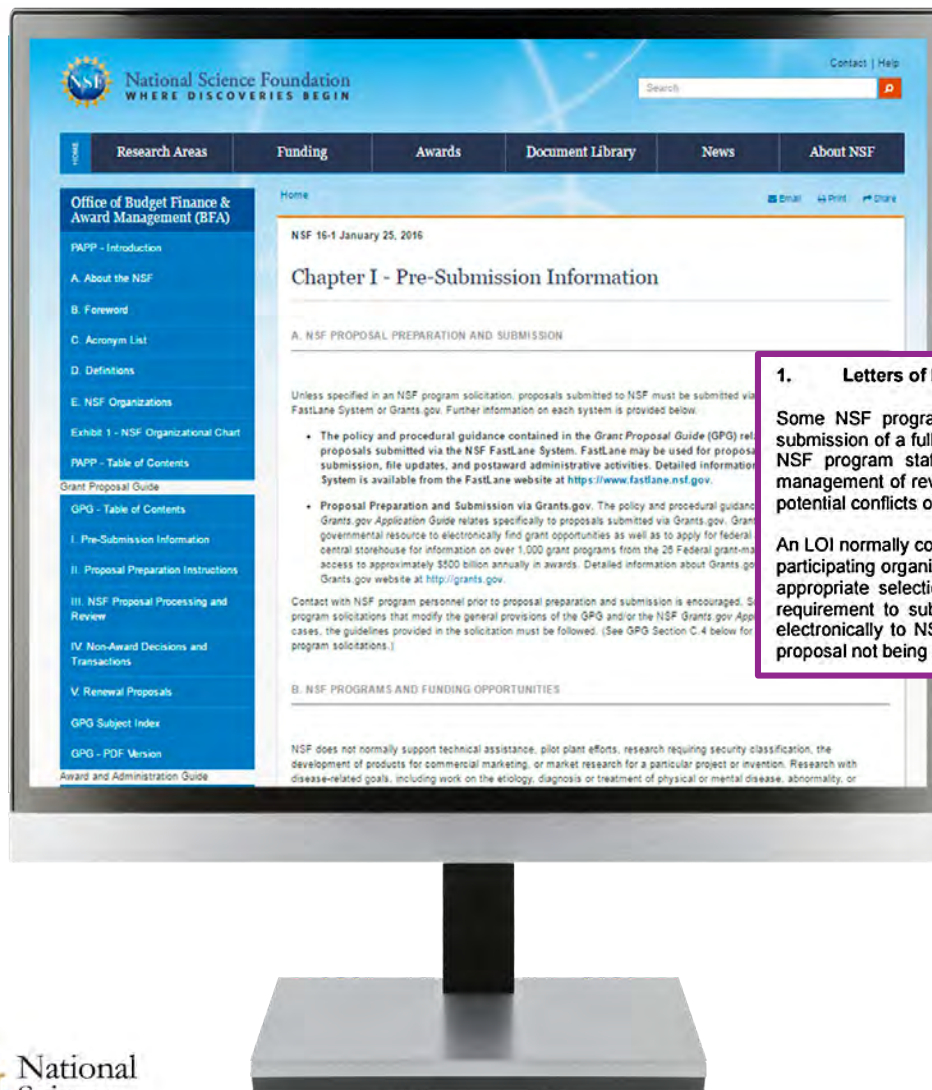 Contact | Help
NSF
National Science Foundation
WHERE DISCOVERIES BEGIN
Search
HOME
Research Areas
Funding
Awards
Document Library
News
About NSF
Office of Budget Finance &
Award Management (BFA)
PAPP - Introduction
A. About the NSF
B. Foreword
C. Acronym List
D. Definitions
E. NSF Organizations
Exhibit 1 - NSF Organizational Chart
PAPP - Table of Contents
Grant Proposal Guide
GPG - Table of Contents
I. Pre-Submission Information
II. Proposal Preparation Instructions
III. NSF Proposal Processing and
Review
IV. Non-Award Decisions and
Transactions
V. Renewal Proposals
GPG Subject Index
GPG - PDF Version
Award and Administration Guide
Home
Email Print Share
NSF 16-1 January 25, 2016
Chapter I - Pre-Submission Information
A. NSF PROPOSAL PREPARATION AND SUBMISSION
Unless specified in an NSF program solicitation, proposals submitted to NSF must be submitted via
FastLane System or Grants.gov. Further information on each system is provided below.
• The policy and procedural guidance contained in the Grant Proposal Guide (GPG) rel
proposals submitted via the NSF FastLane System. FastLane may be used for propos
submission, file updates, and postaward administrative activities. Detailed information
System is available from the FastLane website at https://www.fastlane.nsf.gov.
• Proposal Preparation and Submission via Grants.gov. The policy and procedural guidanc
Grants.gov Application Guide relates specifically to proposals submitted via Grants.gov. Gran
governmental resource to electronically find grant opportunities as well as to apply for federal
central storehouse for information on over 1,000 grant programs from the 26 Federal grant-ma
access to approximately $500 billion annually in awards. Detailed information about Grants.go
Grants.gov website at http://grants.gov.
Contact with NSF program personnel prior to proposal preparation and submission is encouraged. S
program solicitations that modify the general provisions of the GPG and/or the NSF Grants.gov App
cases, the guidelines provided in the solicitation must be followed. (See GPG Section C.4 below for
program solicitations.)
B. NSF PROGRAMS AND FUNDING OPPORTUNITIES
NSF does not normally support technical assistance, pilot plant efforts, research requiring security classification, the
development of products for commercial marketing, or market research for a particular project or invention. Research with
disease-related goals, including work on the etiology, diagnosis or treatment of physical or mental disease, abnormality, or
1. Letters of
Some NSF progra
submission of a full
NSF program staf
management of rev
potential conflicts o
An LOI normally co
participating organi
appropriate selecti
requirement to sub
electronically to NS
proposal not being
National